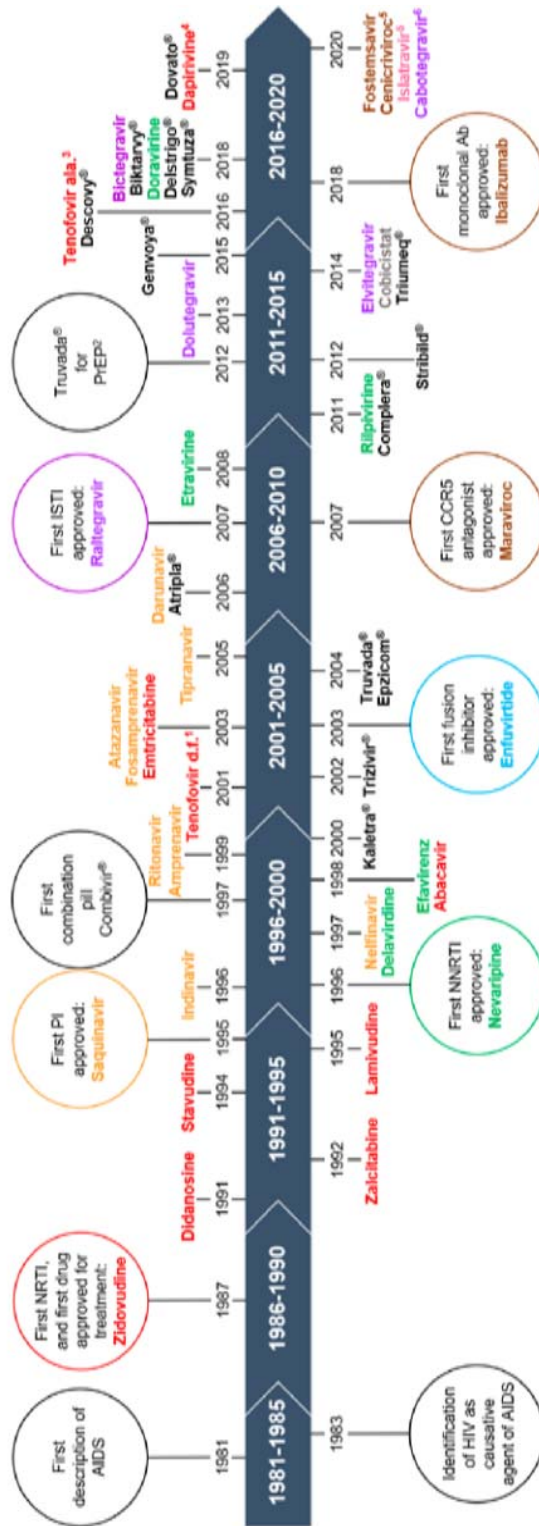 First
description of
AIDS
First NRTI,
and first drug
approved for
treatment:
Zidovudine
Didanosine
Stavudine
First PI
approved:
Saquinavir
Indinavir
First
combination
pill
Combivir®
Ritonavir
Amprenavir
Tenofovir d.f.¹
Atazanavir
Fosamprenavir
Emtricitabine
Tipranavir
Darunavir
Atripla®
First ISTI
approved:
Raltegravir
Etravirine
Truvada®
for
PrEP²
Dolutegravir
Genvoya®
Tenofovir ala.³
Descovy®
Bictegravir
Biktarvy®
Doravirine
Delstrigo®
Symtuza®
Dovato®
Dapirivine⁴
1981
1987
1991
1994
1995
1996
1997
1999
2001
2003
2005
2006
2007
2008
2012
2013
2015
2016
2018
2019
1981-1985
1986-1990
1991-1995
1996-2000
2001-2005
2006-2010
2011-2015
2016-2020
1983
1992
1995
1996
1997
1998
2000
2002
2003
2004
2007
2011
2012
2014
2018
2020
Identification
of HIV as
causative
agent of AIDS
Zalcitabine
Lamivudine
First NNRTI
approved:
Nevaripine
Nelfinavir
Delavirdine
Efavirenz
Abacavir
Kaletra®
Trizivir®
First fusion
inhibitor
approved:
Enfuvirtide
Truvada®
Epzicom®
First CCR5
antagonist
approved:
Maraviroc
Rilpivirine
Complera®
Stribild®
Elvitegravir
Cobicistat
Triumeq®
First
monoclonal Ab
approved:
Ibalizumab
Fostemsavir
Cenicriviroc⁵
Islatravir⁵
Cabotegravir⁶